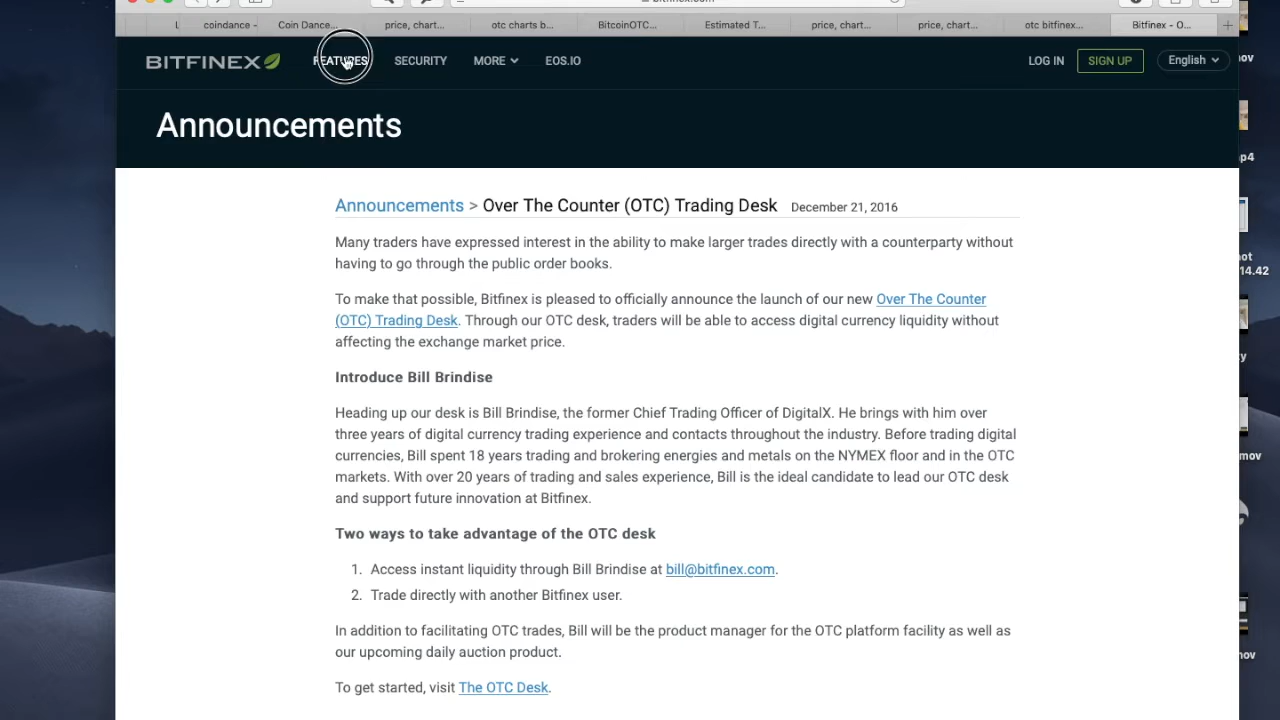 coindance –
Coin Dance...
price, chart...
otc charts b...
BitcoinOTC...
Estimated T...
price, chart...
price, chart...
otc bitfinex...
Bitfinex - O...
BITFINEX
FEATURES
SECURITY
MORE
EOS.IO
LOG IN
SIGN UP
English
Announcements
Announcements > Over The Counter (OTC) Trading Desk December 21, 2016
Many traders have expressed interest in the ability to make larger trades directly with a counterparty without
having to go through the public order books.
To make that possible, Bitfinex is pleased to officially announce the launch of our new Over The Counter
(OTC) Trading Desk. Through our OTC desk, traders will be able to access digital currency liquidity without
affecting the exchange market price.
Introduce Bill Brindise
Heading up our desk is Bill Brindise, the former Chief Trading Officer of DigitalX. He brings with him over
three years of digital currency trading experience and contacts throughout the industry. Before trading digital
currencies, Bill spent 18 years trading and brokering energies and metals on the NYMEX floor and in the OTC
markets. With over 20 years of trading and sales experience, Bill is the ideal candidate to lead our OTC desk
and support future innovation at Bitfinex.
Two ways to take advantage of the OTC desk
1. Access instant liquidity through Bill Brindise at bill@bitfinex.com.
2. Trade directly with another Bitfinex user.
In addition to facilitating OTC trades, Bill will be the product manager for the OTC platform facility as well as
our upcoming daily auction product.
To get started, visit The OTC Desk.
14.42